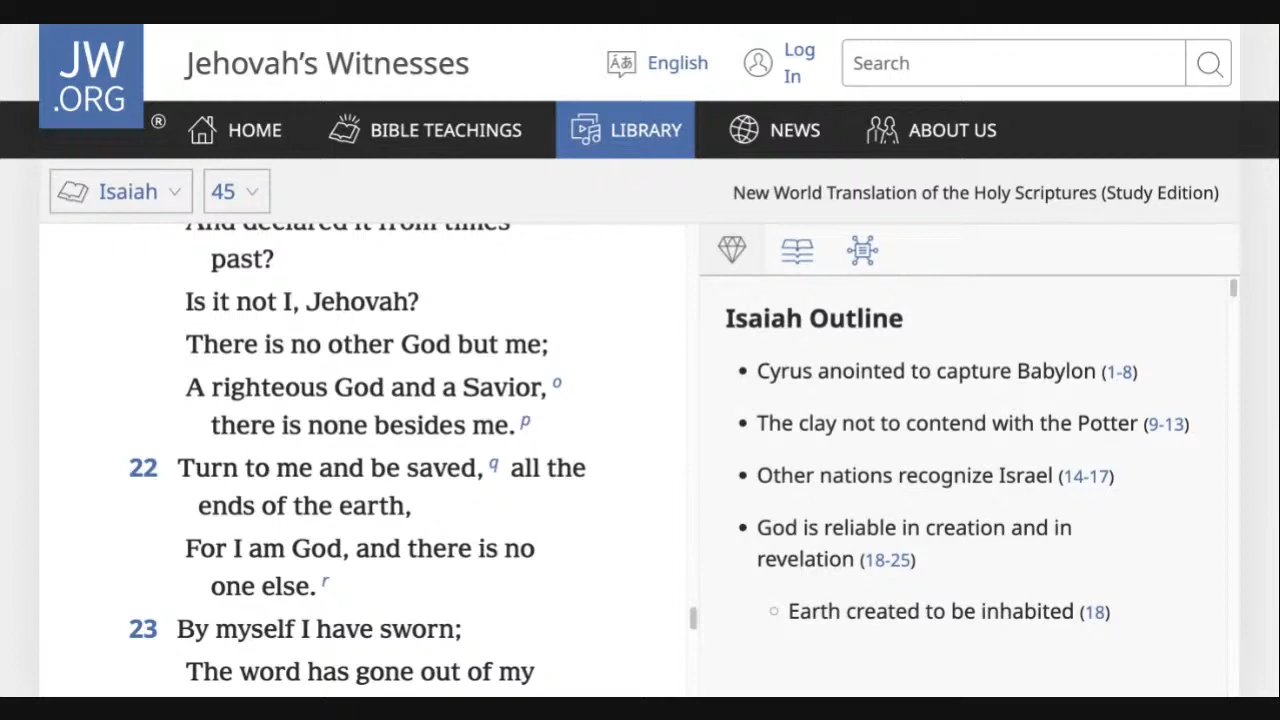 JW
.ORG
®
Jehovah's Witnesses
English
Log
In
Search
HOME
BIBLE TEACHINGS
LIBRARY
NEWS
ABOUT US
Isaiah
45
New World Translation of the Holy Scriptures (Study Edition)
And declared it from times
past?
Is it not I, Jehovah?
There is no other God but me;
A righteous God and a Savior, o
there is none besides me. p
22 Turn to me and be saved, q all the
ends of the earth,
For I am God, and there is no
one else. r
23 By myself I have sworn;
The word has gone out of my
Isaiah Outline
• Cyrus anointed to capture Babylon (1-8)
• The clay not to contend with the Potter (9-13)
• Other nations recognize Israel (14-17)
• God is reliable in creation and in
revelation (18-25)
○ Earth created to be inhabited (18)